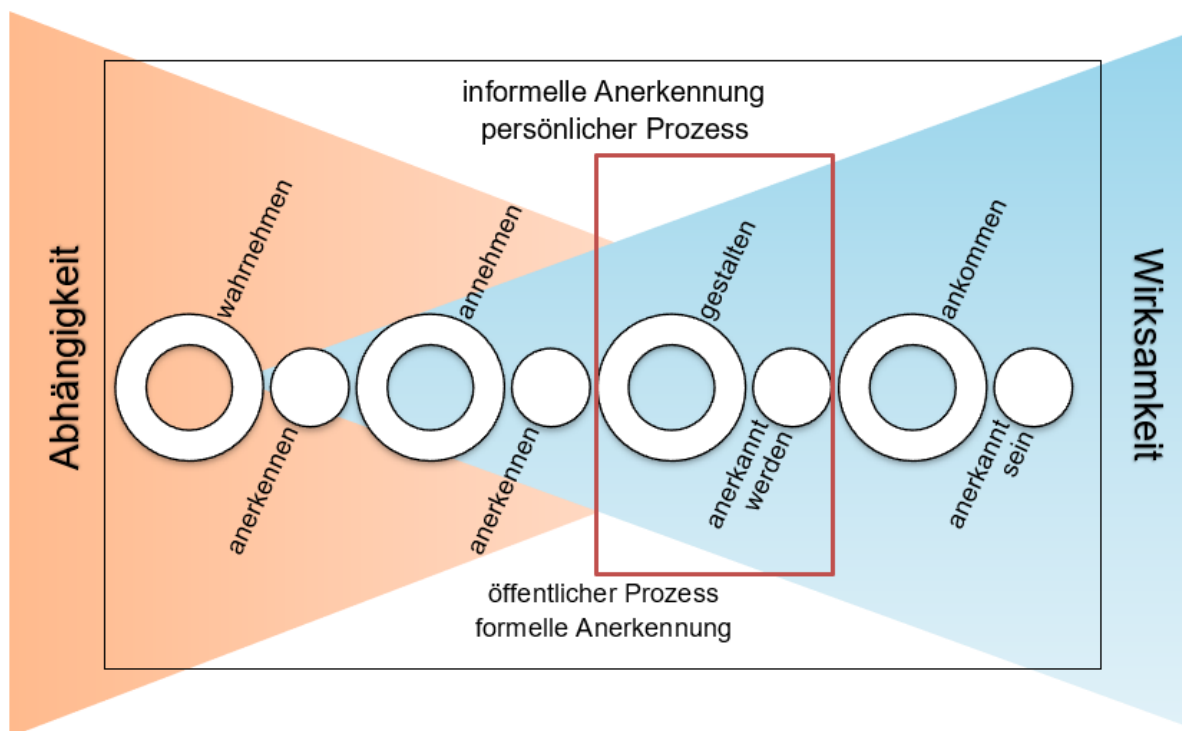 informelle Anerkennung
persönlicher Prozess
Abhängigkeit
wahrnehmen
annehmen
gestalten
ankommen
Wirksamkeit
anerkennen
anerkennen
anerkannt
werden
anerkannt
sein
öffentlicher Prozess
formelle Anerkennung